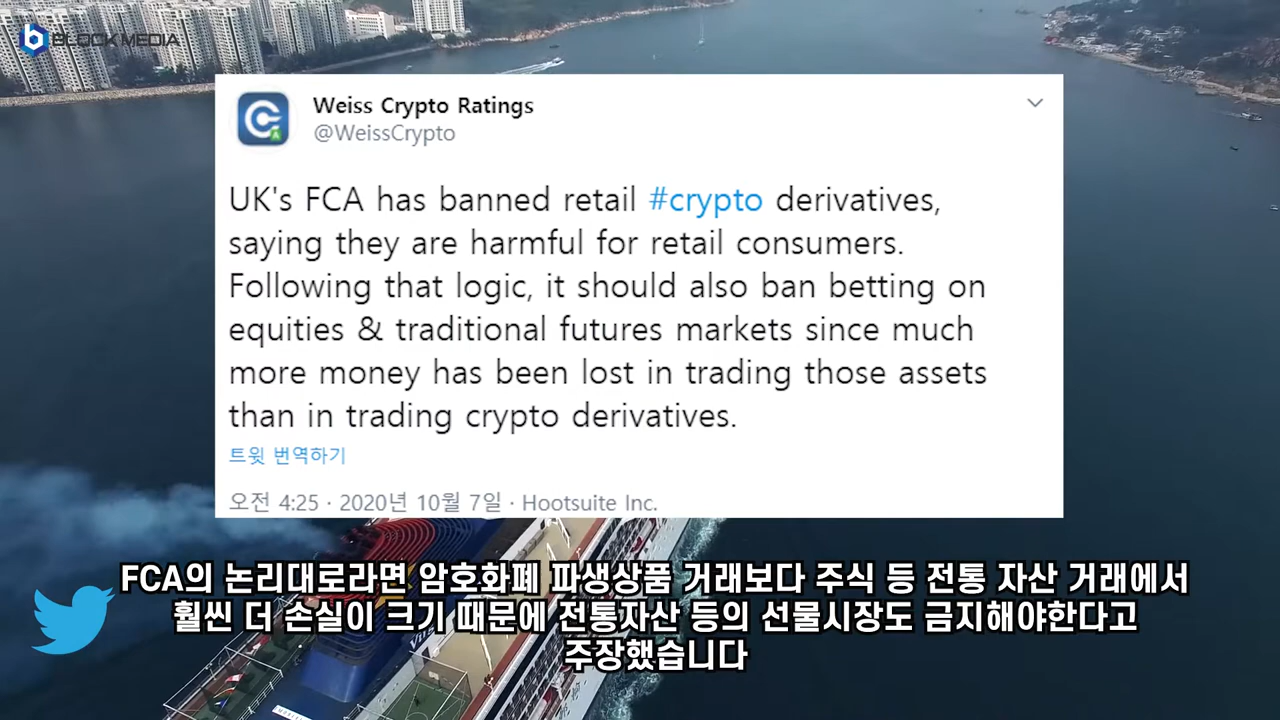 BLOCK MEDIA
Weiss Crypto Ratings
@WeissCrypto
UK's FCA has banned retail #crypto derivatives,
saying they are harmful for retail consumers.
Following that logic, it should also ban betting on
equities & traditional futures markets since much
more money has been lost in trading those assets
than in trading crypto derivatives.
트윗 번역하기
오전 4:25 · 2020년 10월 7일 · Hootsuite Inc.
FCA의 논리대로라면 암호화폐 파생상품 거래보다 주식 등 전통 자산 거래에서
훨씬 더 손실이 크기 때문에 전통자산 등의 선물시장도 금지해야한다고
주장했습니다